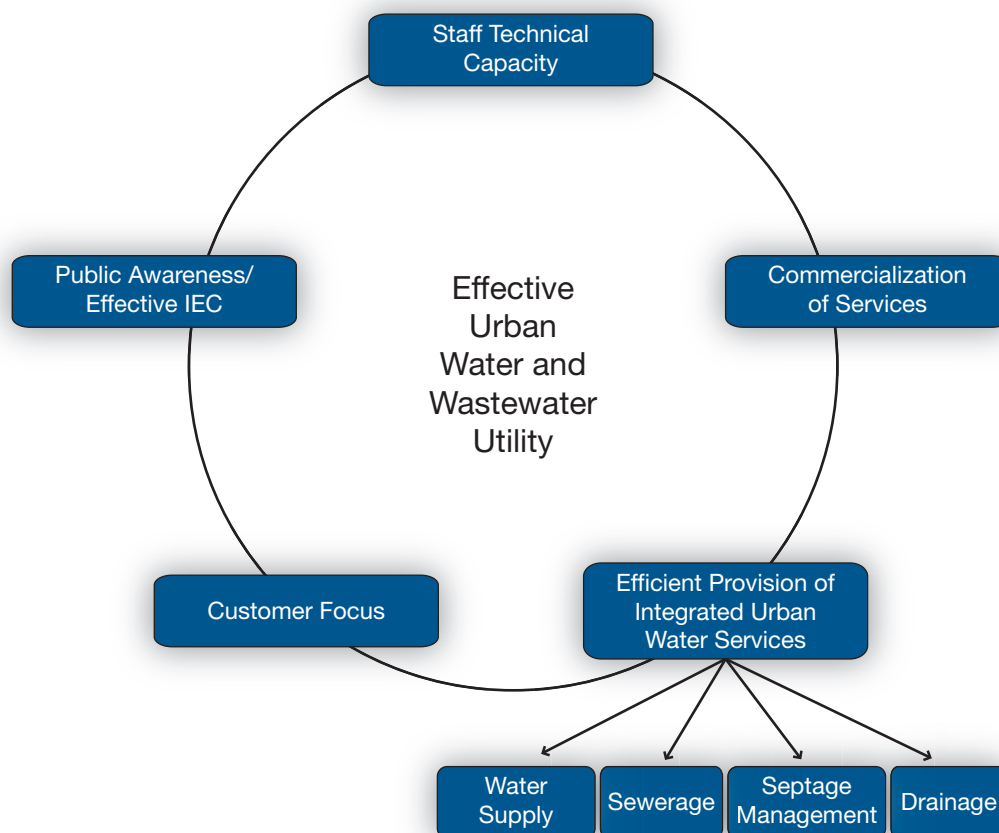 Staff Technical
Capacity
Public Awareness/
Effective IEC
Commercialization
of Services
Effective
Urban
Water and
Wastewater
Utility
Customer Focus
Efficient Provision of
Integrated Urban
Water Services
Water
Supply
Sewerage
Septage
Management
Drainage